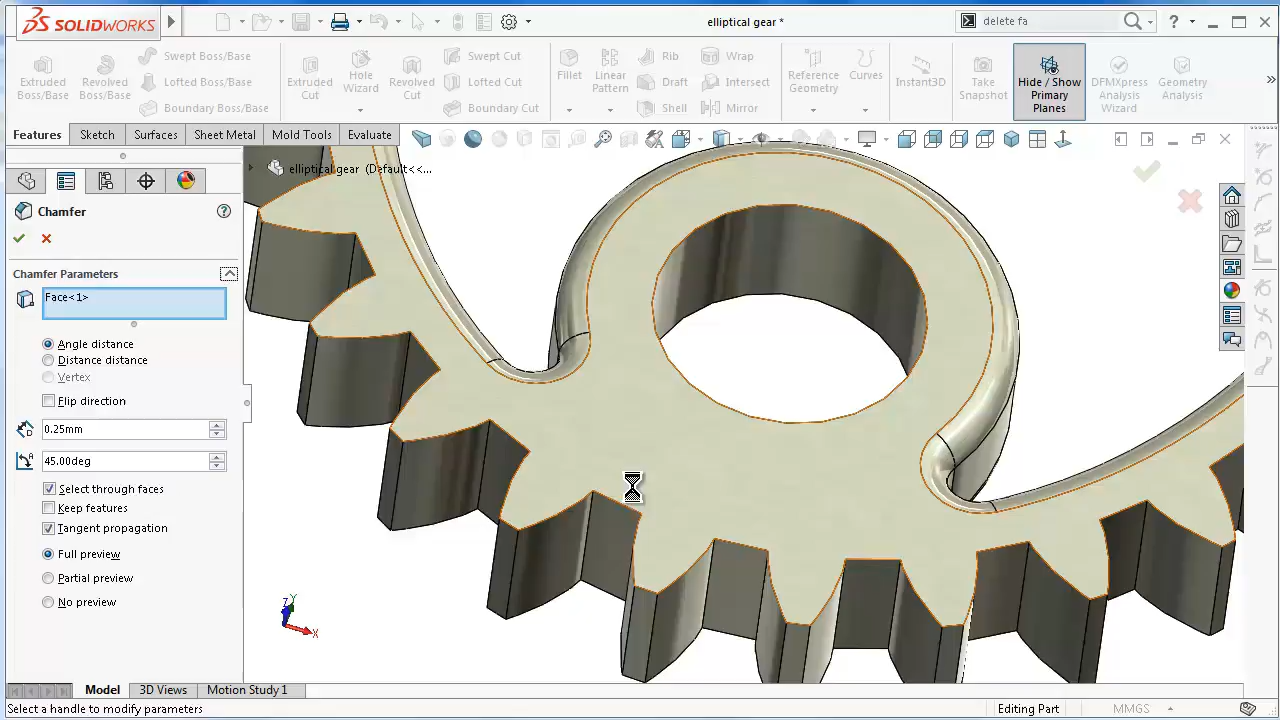 SOLIDWORKS
elliptical gear *
delete fa
Extruded Boss/Base
Revolved Boss/Base
Swept Boss/Base
Lofted Boss/Base
Boundary Boss/Base
Extruded Cut
Hole Wizard
Revolved Cut
Swept Cut
Lofted Cut
Boundary Cut
Fillet
Linear Pattern
Rib
Draft
Shell
Wrap
Intersect
Mirror
Reference Geometry
Curves
Instant3D
Take Snapshot
Hide / Show Primary Planes
DFMXpress Analysis Wizard
Geometry Analysis
Features
Sketch
Surfaces
Sheet Metal
Mold Tools
Evaluate
elliptical gear (Default<<...
Chamfer
Chamfer Parameters
Face<1>
Angle distance
Distance distance
Vertex
Flip direction
0.25mm
45.00deg
Select through faces
Keep features
Tangent propagation
Full preview
Partial preview
No preview
Y
Z
X
Model
3D Views
Motion Study 1
Select a handle to modify parameters
Editing Part
MMGS